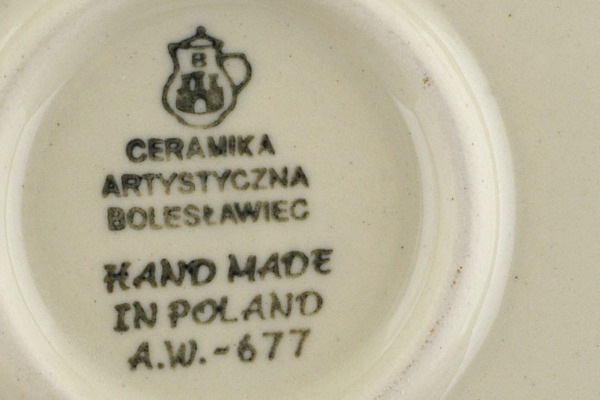 B
CERAMIKA
ARTYSTYCZNA
BOLESŁAWIEC
HAND MADE
IN POLAND
A.W.-677